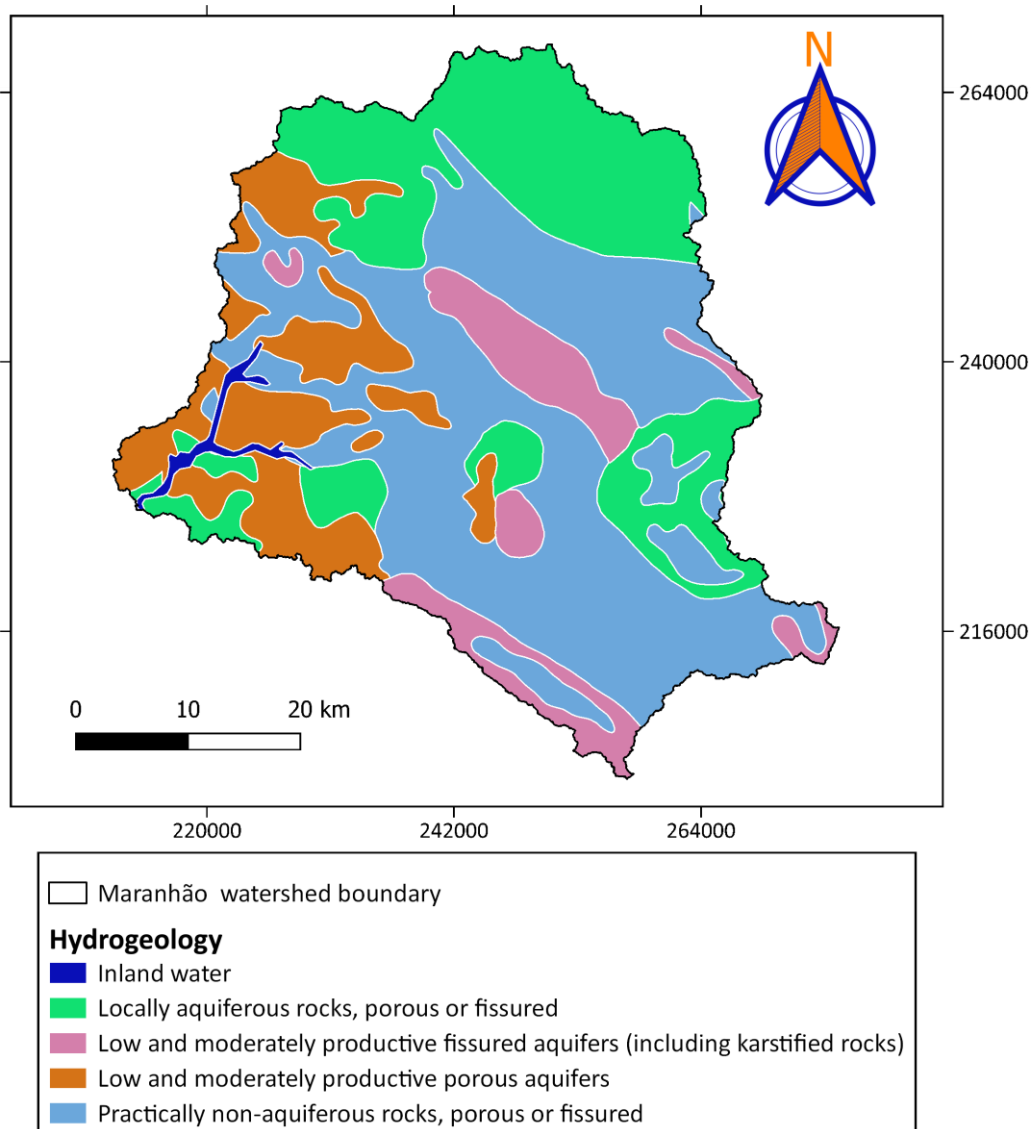 N
264000
240000
216000
0 10 20 km
220000 242000 264000
Maranhão watershed boundary
Hydrogeology
Inland water
Locally aquiferous rocks, porous or fissured
Low and moderately productive fissured aquifers (including karstified rocks)
Low and moderately productive porous aquifers
Practically non-aquiferous rocks, porous or fissured